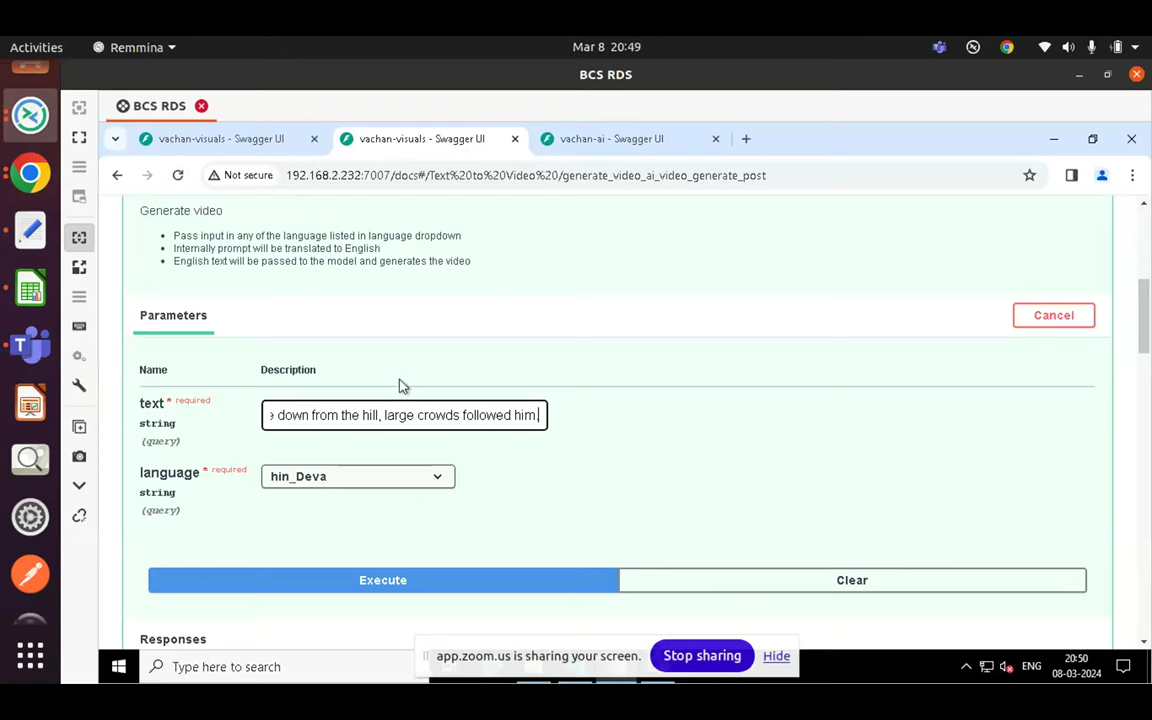 Activities
Remmina
Mar 8 20:49
BCS RDS
BCS RDS
vachan-visuals - Swagger UI
vachan-visuals - Swagger UI
vachan-ai - Swagger UI
Not secure
192.168.2.232:7007/docs#/Text%20to%20Video%20/generate_video_ai_video_generate_post
Generate video
Pass input in any of the language listed in language dropdown
Internally prompt will be translated to English
English text will be passed to the model and generates the video
Parameters
Cancel
Name
Description
text * required
string
(query)
down from the hill, large crowds followed him.
language * required
string
(query)
hin_Deva
Execute
Clear
Responses
app.zoom.us is sharing your screen.
Stop sharing
Hide
Type here to search
ENG
20:50
08-03-2024